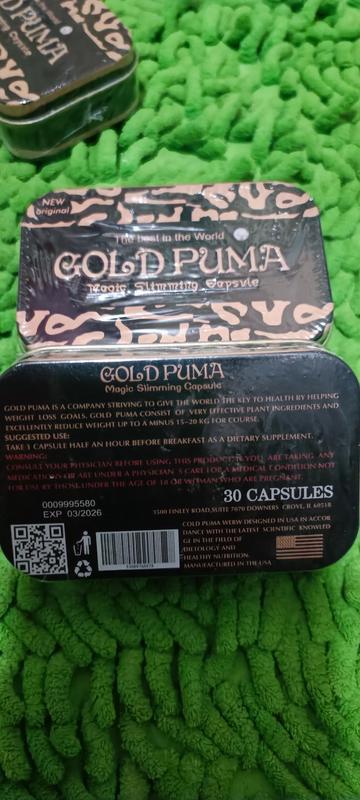 PUMA
NEW
original
The best in the World
GOLD PUMA
Magic Slimming Capsule
GOLD PUMA
Magic Slimming Capsule
GOLD PUMA IS A COMPANY STRIVING TO GIVE THE WORLD THE KEY TO HEALTH BY HELPING
WEIGHT LOSS GOALS. GOLD PUMA CONSIST OF VERY EFFECTIVE PLANT INGREDIENTS AND
EXCELLENTLY REDUCE WEIGHT UP TO A MINUS 15-20 KG FOR COURSE.
SUGGESTED USE:
TAKE 1 CAPSULE HALF AN HOUR BEFORE BREAKFAST AS A DIETARY SUPPLEMENT.
WARNING:
CONSULT YOUR PHYSICIAN BEFORE USING THIS PRODUCT IF YOU ARE TAKING ANY
MEDICATION OR ARE UNDER A PHYSICIAN'S CARE FOR A MEDICAL CONDITION NOT
FOR USE BY THOSE UNDER THE AGE OF 18 OR WOMAN WHO ARE PREGNANT.
30 CAPSULES
1500 FINLEY ROAD,SUITE 7070 DOWNERS GROVE, IL 60518
0009995580
EXP 03/2026
COLD PUMP WERW DESIGNED IN USA IN ACCOR
DANCE WITH THE LATEST SCIENTIFIC KNOWLED
GE IN THE FIELD OF
DIETOLOGY AND
HEALTHY NUTRITION.
MANUFACTURED IN THE USA